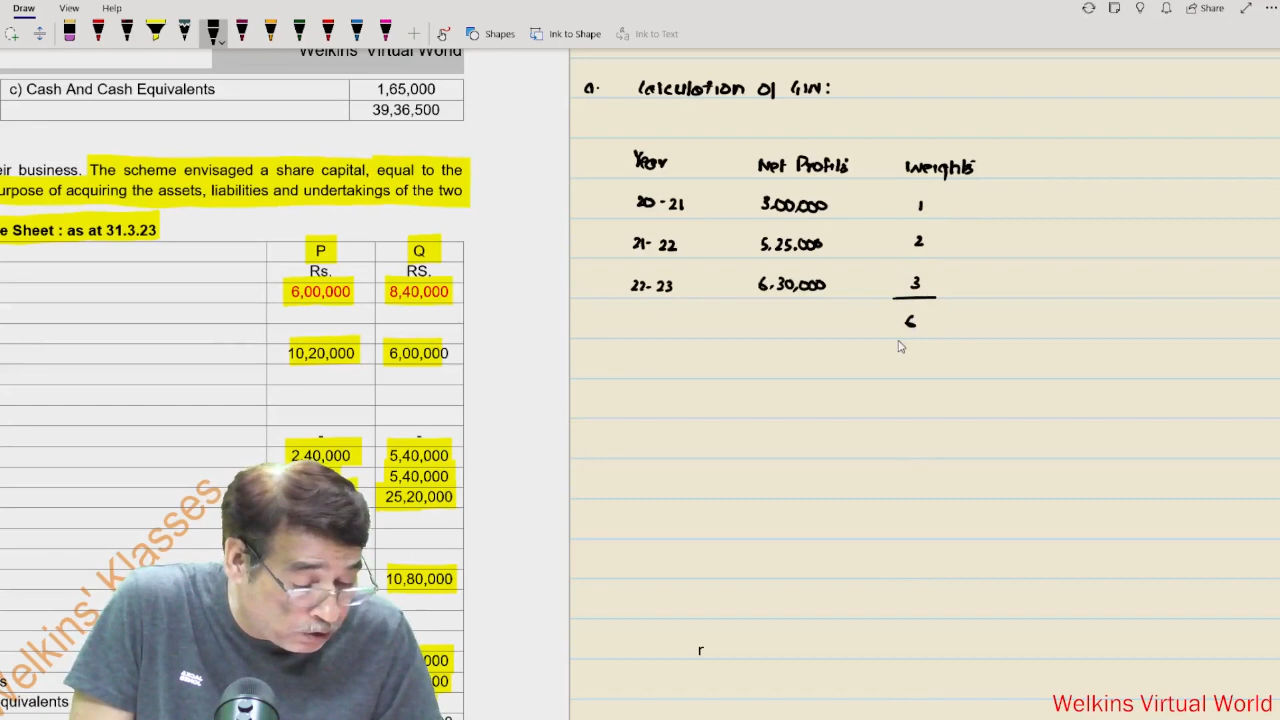 Draw View Help
Share
Shapes Ink to Shape Ink to Text
Welkins' Virtual World
c) Cash And Cash Equivalents 1,65,000
39,36,500
eir business. The scheme envisaged a share capital, equal to the
rpose of acquiring the assets, liabilities and undertakings of the two
e Sheet : as at 31.3.23
P Q
Rs. RS.
6,00,000 8,40,000
10,20,000 6,00,000
- -
2,40,000 5,40,000
5,40,000
25,20,000
10,80,000
000
s 00
equivalents
Welkins' Klasses
a. Calculation of G/W:
Year Net Profits Weights
20-21 3,00,000 1
21-22 5,25,000 2
22-23 6,30,000 3
6
r
Welkins Virtual World